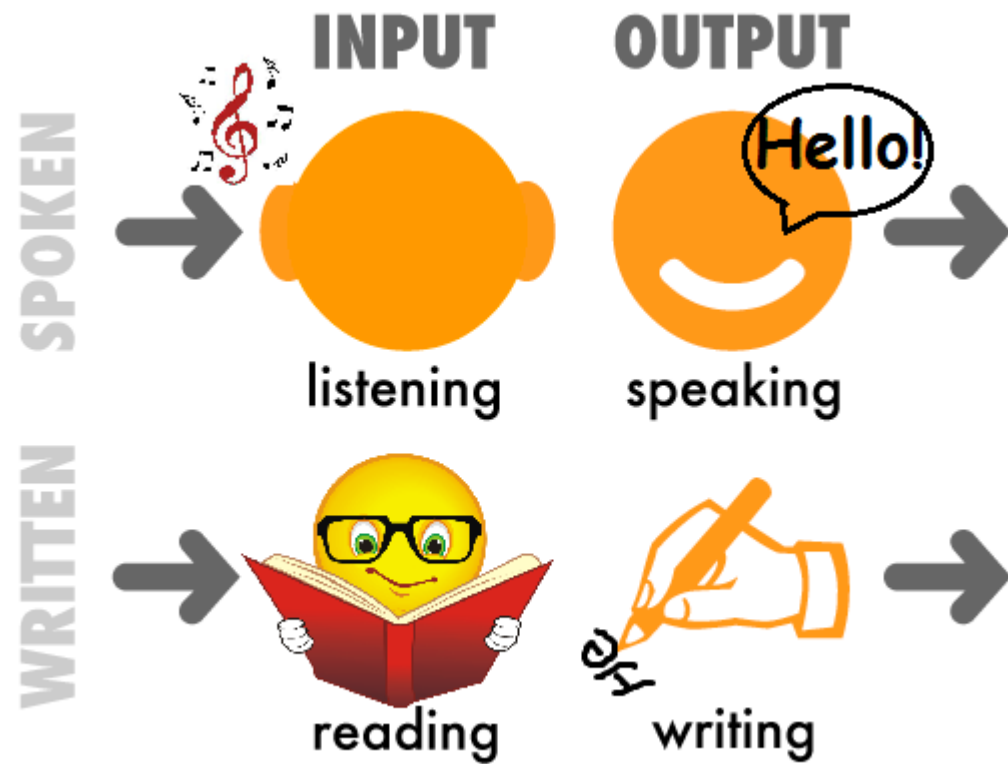 INPUT OUTPUT
SPOKEN
Hello!
listening speaking
WRITTEN
reading writing